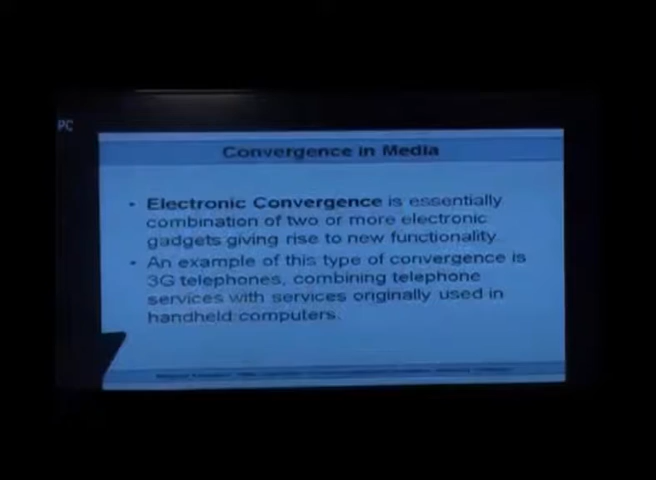 PC
Convergence in Media
• Electronic Convergence is essentially
combination of two or more electronic
gadgets giving rise to new functionality.
• An example of this type of convergence is
3G telephones, combining telephone
services with services originally used in
handheld computers.